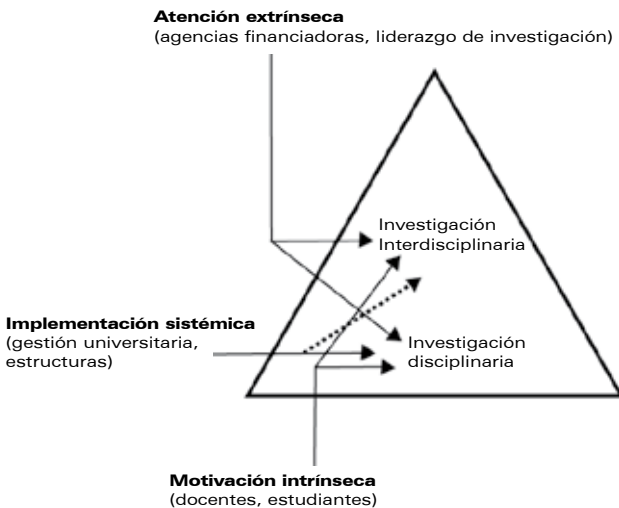 Atención extrínseca
(agencias financiadoras, liderazgo de investigación)
Investigación
Interdisciplinaria
Implementación sistémica
(gestión universitaria,
estructuras)
Investigación
disciplinaria
Motivación intrínseca
(docentes, estudiantes)